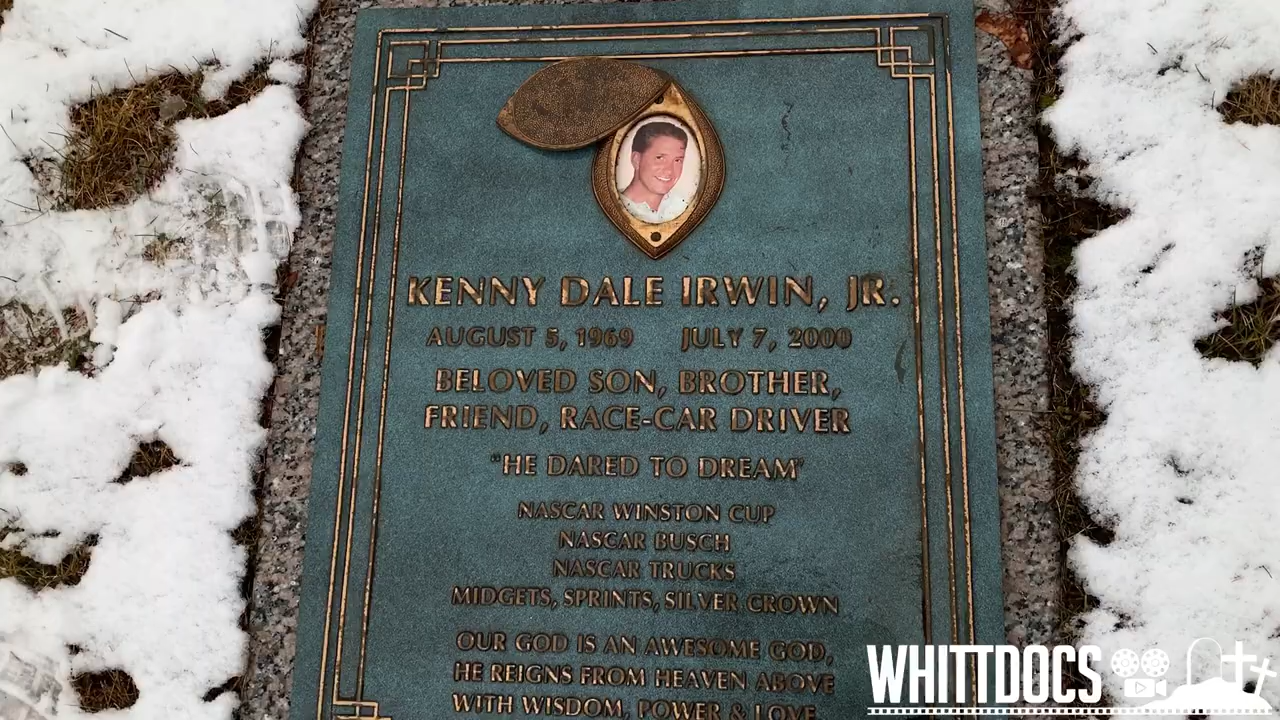 KENNY DALE IRWIN, JR.
AUGUST 5, 1969 JULY 7, 2000
BELOVED SON, BROTHER,
FRIEND, RACE-CAR DRIVER
"HE DARED TO DREAM"
NASCAR WINSTON CUP
NASCAR BUSCH
NASCAR TRUCKS
MIDGETS, SPRINTS, SILVER CROWN
OUR GOD IS AN AWESOME GOD,
HE REIGNS FROM HEAVEN ABOVE
WITH WISDOM, POWER & LOVE
WHITTDOCS